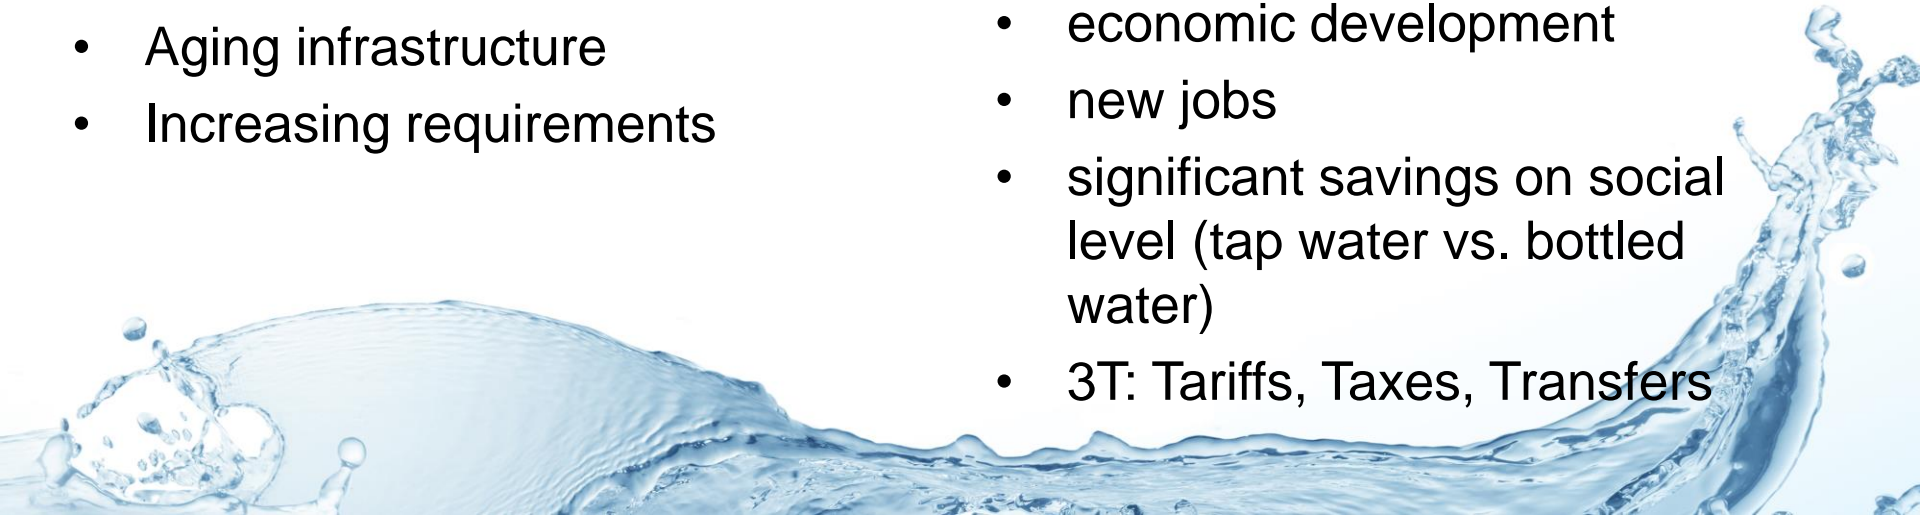 • Aging infrastructure
• Increasing requirements
• economic development
• new jobs
• significant savings on social
level (tap water vs. bottled
water)
• 3T: Tariffs, Taxes, Transfers